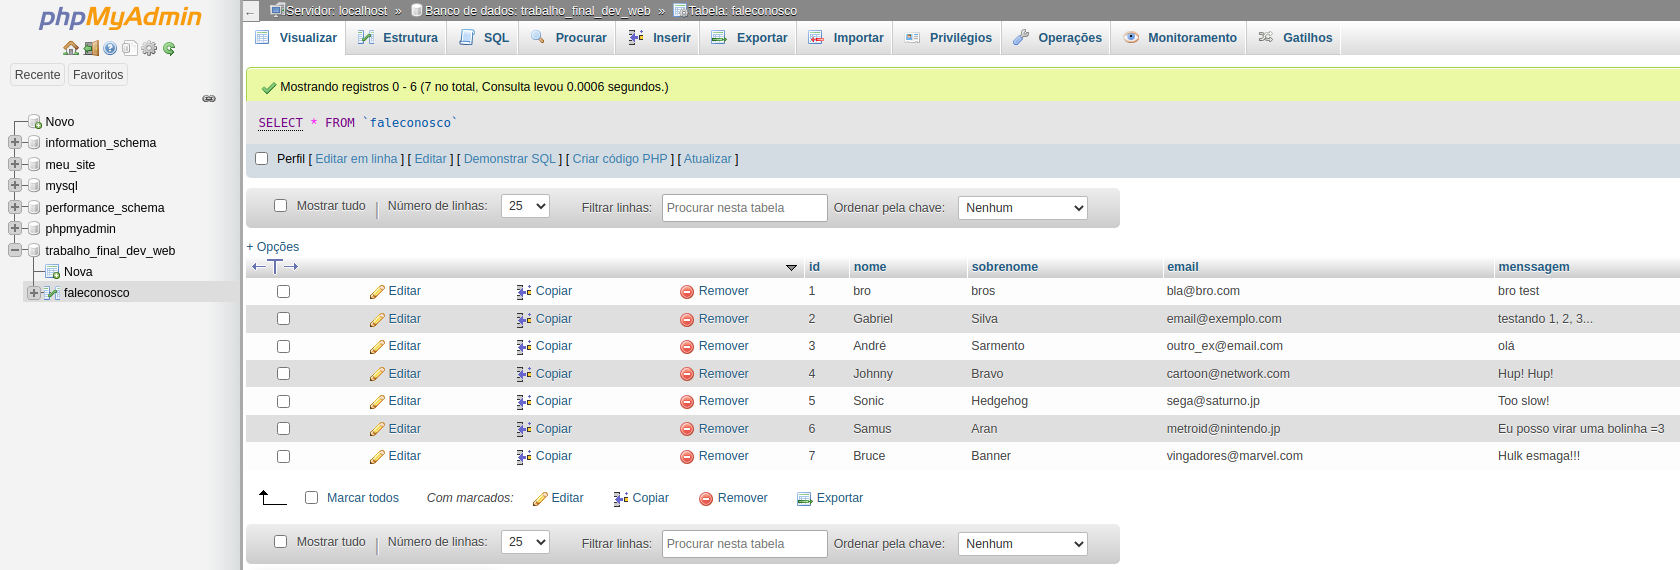 phpMyAdmin
Recente Favoritos
Novo
information_schema
meu_site
mysql
performance_schema
phpmyadmin
trabalho_final_dev_web
Nova
faleconosco
← Servidor: localhost » Banco de dados: trabalho_final_dev_web » Tabela: faleconosco
Visualizar Estrutura SQL Procurar Inserir Exportar Importar Privilégios Operações Monitoramento Gatilhos
Mostrando registros 0 - 6 (7 no total, Consulta levou 0.0006 segundos.)
SELECT * FROM `faleconosco`
Perfil [ Editar em linha ] [ Editar ] [ Demonstrar SQL ] [ Criar código PHP ] [ Atualizar ]
Mostrar tudo | Número de linhas: 25 Filtrar linhas: Procurar nesta tabela Ordenar pela chave: Nenhum
+ Opções
←T→ id nome sobrenome email menssagem
Editar Copiar Remover 1 bro bros bla@bro.com bro test
Editar Copiar Remover 2 Gabriel Silva email@exemplo.com testando 1, 2, 3...
Editar Copiar Remover 3 André Sarmento outro_ex@email.com olá
Editar Copiar Remover 4 Johnny Bravo cartoon@network.com Hup! Hup!
Editar Copiar Remover 5 Sonic Hedgehog sega@saturno.jp Too slow!
Editar Copiar Remover 6 Samus Aran metroid@nintendo.jp Eu posso virar uma bolinha =3
Editar Copiar Remover 7 Bruce Banner vingadores@marvel.com Hulk esmaga!!!
Marcar todos Com marcados: Editar Copiar Remover Exportar
Mostrar tudo | Número de linhas: 25 Filtrar linhas: Procurar nesta tabela Ordenar pela chave: Nenhum